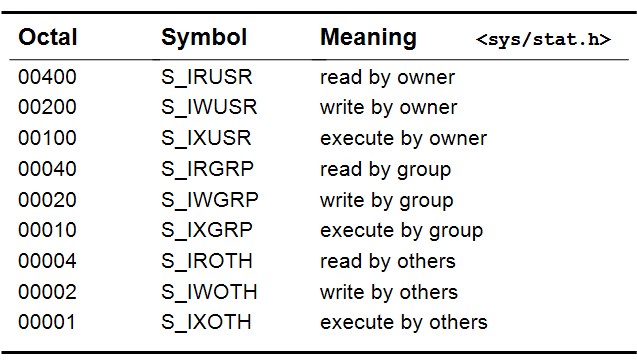 Octal Symbol Meaning <sys/stat.h>
00400 S_IRUSR read by owner
00200 S_IWUSR write by owner
00100 S_IXUSR execute by owner
00040 S_IRGRP read by group
00020 S_IWGRP write by group
00010 S_IXGRP execute by group
00004 S_IROTH read by others
00002 S_IWOTH write by others
00001 S_IXOTH execute by others